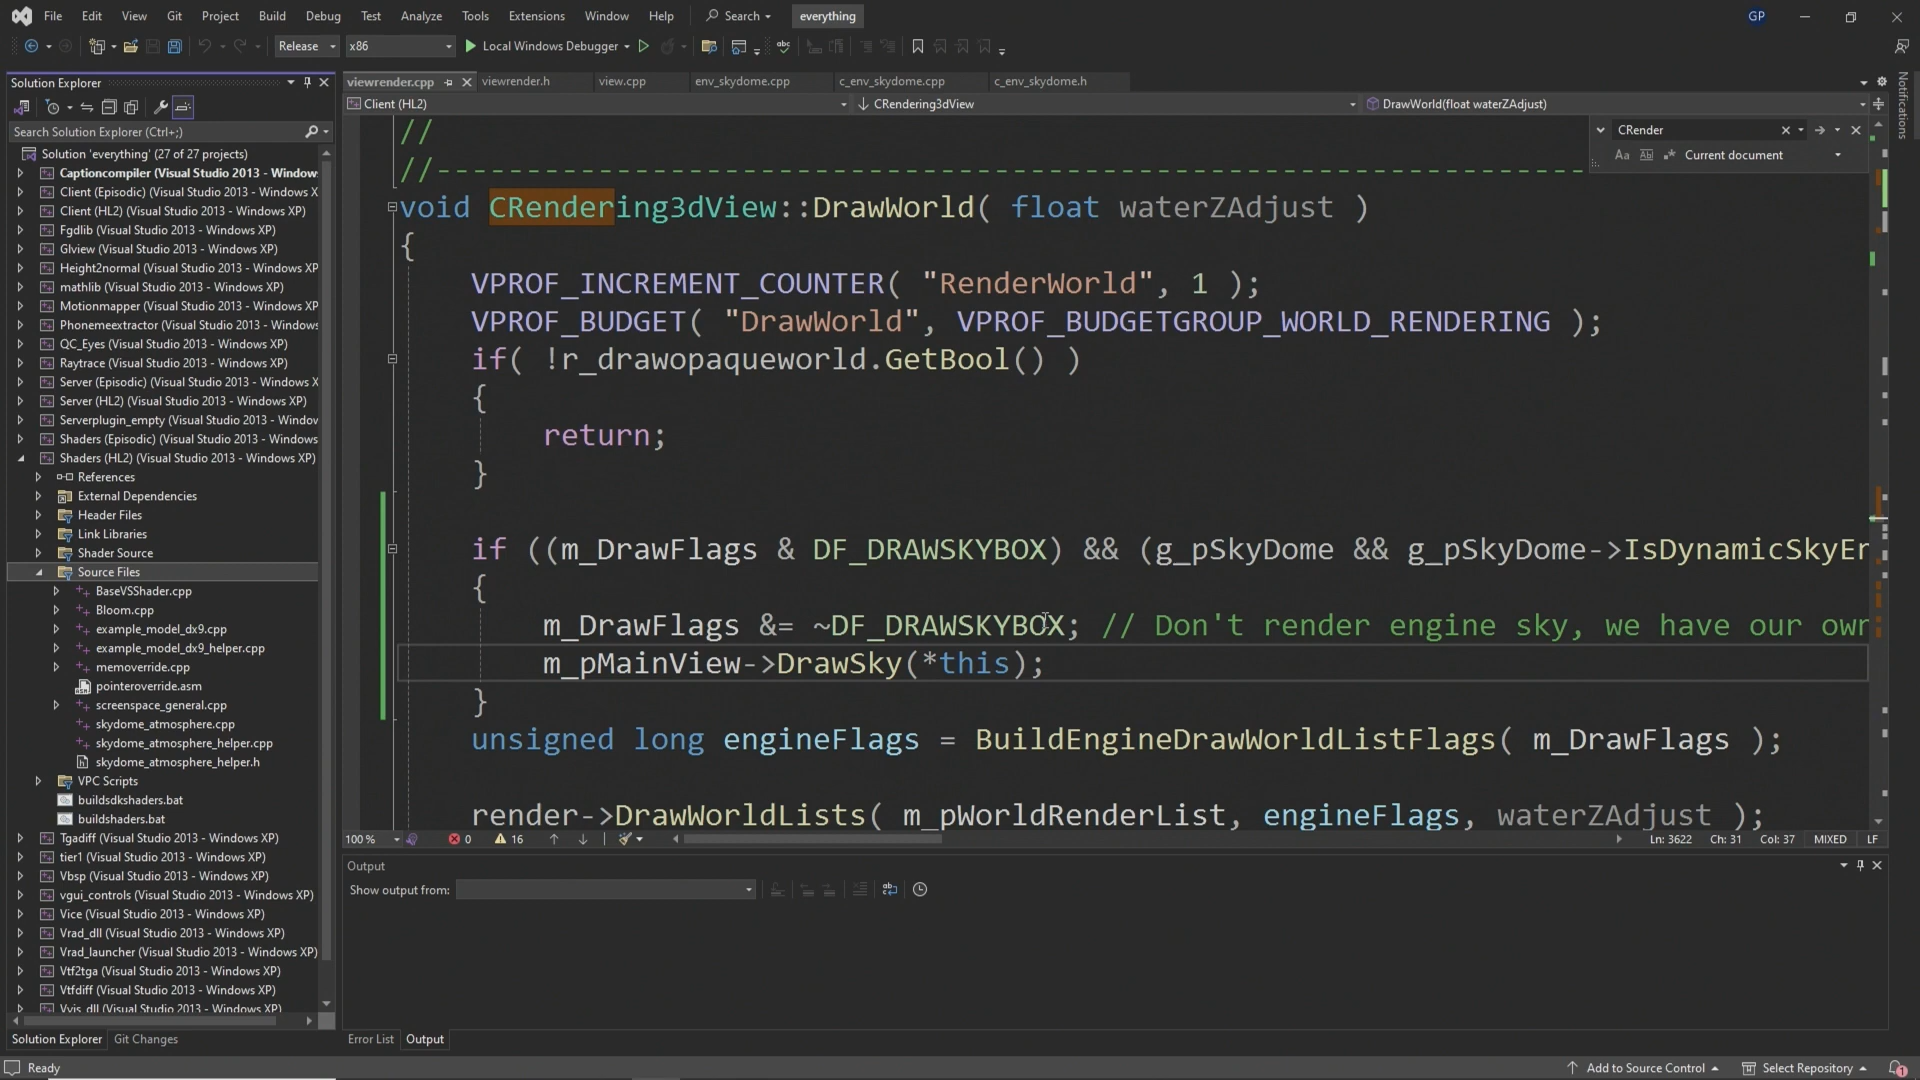 File Edit View Git Project Build Debug Test Analyze Tools Extensions Window Help Search everything GP
Release x86 Local Windows Debugger
Solution Explorer
Search Solution Explorer (Ctrl+;)
Solution 'everything' (27 of 27 projects)
Captioncompiler (Visual Studio 2013 - Window
Client (Episodic) (Visual Studio 2013 - Windows X
Client (HL2) (Visual Studio 2013 - Windows XP)
Fgdlib (Visual Studio 2013 - Windows XP)
Glview (Visual Studio 2013 - Windows XP)
Height2normal (Visual Studio 2013 - Windows XP
mathlib (Visual Studio 2013 - Windows XP)
Motionmapper (Visual Studio 2013 - Windows XP
Phonemeextractor (Visual Studio 2013 - Windows
QC_Eyes (Visual Studio 2013 - Windows XP)
Raytrace (Visual Studio 2013 - Windows XP)
Server (Episodic) (Visual Studio 2013 - Windows X
Server (HL2) (Visual Studio 2013 - Windows XP)
Serverplugin_empty (Visual Studio 2013 - Window
Shaders (Episodic) (Visual Studio 2013 - Windows
Shaders (HL2) (Visual Studio 2013 - Windows XP)
References
External Dependencies
Header Files
Link Libraries
Shader Source
Source Files
BaseVSShader.cpp
Bloom.cpp
example_model_dx9.cpp
example_model_dx9_helper.cpp
memoverride.cpp
pointeroverride.asm
screenspace_general.cpp
skydome_atmosphere.cpp
skydome_atmosphere_helper.cpp
skydome_atmosphere_helper.h
VPC Scripts
buildsdkshaders.bat
buildshaders.bat
Tgadiff (Visual Studio 2013 - Windows XP)
tier1 (Visual Studio 2013 - Windows XP)
Vbsp (Visual Studio 2013 - Windows XP)
vgui_controls (Visual Studio 2013 - Windows XP)
Vice (Visual Studio 2013 - Windows XP)
Vrad_dll (Visual Studio 2013 - Windows XP)
Vrad_launcher (Visual Studio 2013 - Windows XP)
Vtf2tga (Visual Studio 2013 - Windows XP)
Vtfdiff (Visual Studio 2013 - Windows XP)
Vvis_dll (Visual Studio 2013 - Windows XP)
Solution Explorer Git Changes
viewrender.cpp viewrender.h view.cpp env_skydome.cpp c_env_skydome.cpp c_env_skydome.h
Client (HL2) CRendering3dView DrawWorld(float waterZAdjust)
CRender
Aa Ab Current document
//
//------------------------------------------------------------------
void CRendering3dView::DrawWorld( float waterZAdjust )
{
VPROF_INCREMENT_COUNTER( "RenderWorld", 1 );
VPROF_BUDGET( "DrawWorld", VPROF_BUDGETGROUP_WORLD_RENDERING );
if( !r_drawopaqueworld.GetBool() )
{
return;
}
if ((m_DrawFlags & DF_DRAWSKYBOX) && (g_pSkyDome && g_pSkyDome->IsDynamicSkyEn
{
m_DrawFlags &= ~DF_DRAWSKYBOX; // Don't render engine sky, we have our own
m_pMainView->DrawSky(*this);
}
unsigned long engineFlags = BuildEngineDrawWorldListFlags( m_DrawFlags );
render->DrawWorldLists( m_pWorldRenderList, engineFlags, waterZAdjust );
100 % 0 16 Ln: 3622 Ch: 31 Col: 37 MIXED LF
Output
Show output from:
Error List Output
Notifications
Ready Add to Source Control Select Repository 1